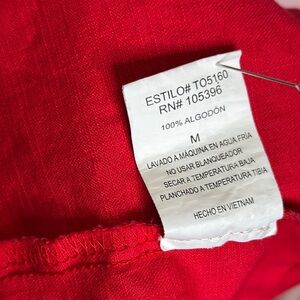 ESTILO# TO5160
RN# 105396
100% ALGODÓN
M
LAVADO A MÁQUINA EN AGUA FRÍA
NO USAR BLANQUEADOR
SECAR A TEMPERATURA BAJA
PLANCHADO A TEMPERATURA TIBIA
HECHO EN VIETNAM